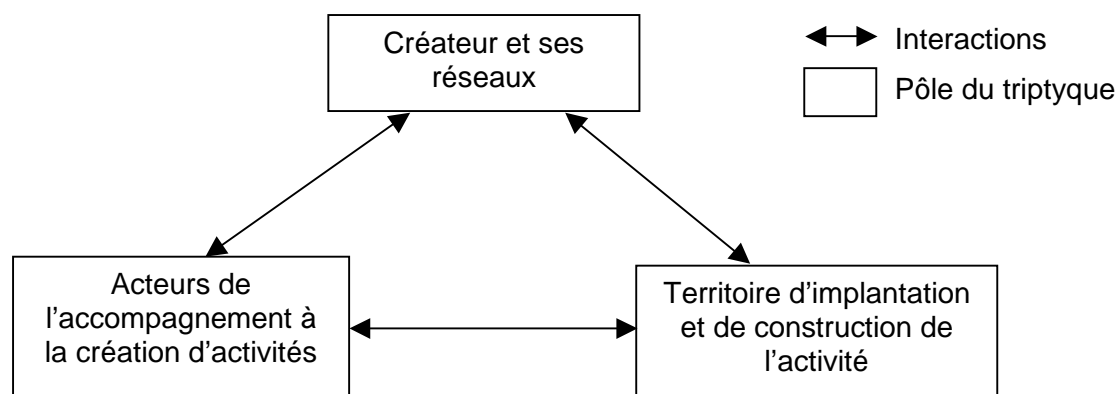 Créateur et ses
réseaux
Interactions
Pôle du triptyque
Acteurs de
l’accompagnement à
la création d’activités
Territoire d’implantation
et de construction de
l’activité